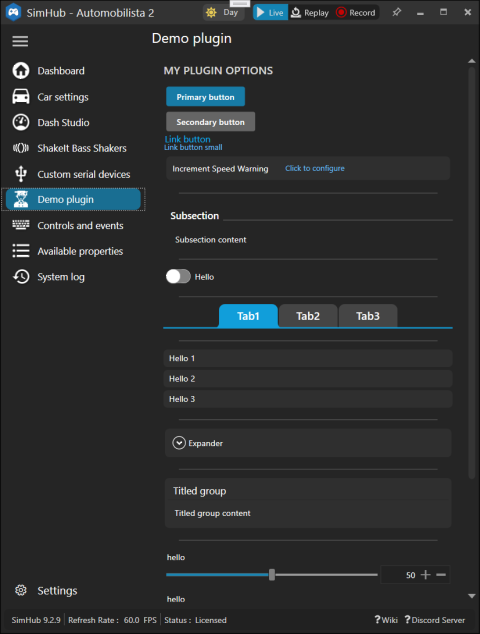 SimHub - Automobilista 2
Day
Live
Replay
Record
Demo plugin
Dashboard
Car settings
Dash Studio
ShakeIt Bass Shakers
Custom serial devices
Demo plugin
Controls and events
Available properties
System log
MY PLUGIN OPTIONS
Primary button
Secondary button
Link button
Link button small
Increment Speed Warning Click to configure
Subsection
Subsection content
Hello
Tab1 Tab2 Tab3
Hello 1
Hello 2
Hello 3
Expander
Titled group
Titled group content
hello
50
hello
Settings
SimHub 9.2.9 Refresh Rate : 60.0 FPS Status : Licensed ?Wiki ?Discord Server